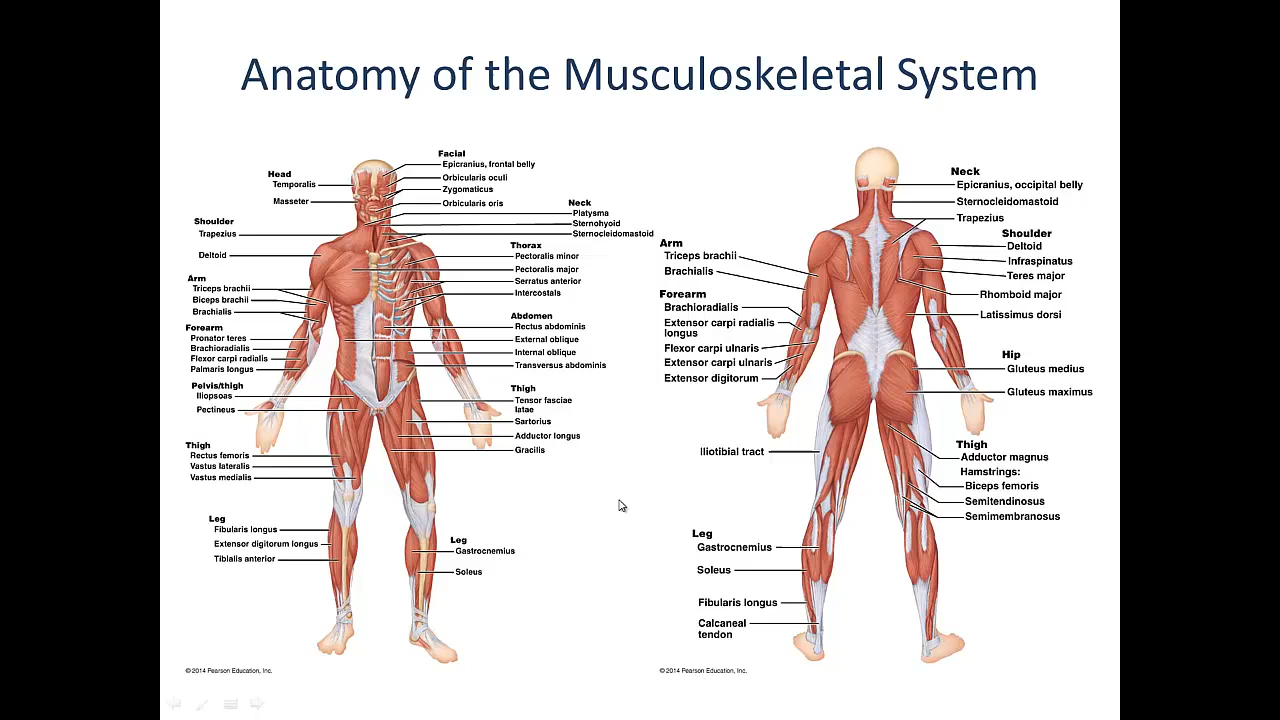 Anatomy of the Musculoskeletal System
Facial
Epicranius, frontal belly
Orbicularis oculi
Zygomaticus
Orbicularis oris
Head
Temporalis
Masseter
Neck
Platysma
Sternohyoid
Sternocleidomastoid
Shoulder
Trapezius
Deltoid
Thorax
Pectoralis minor
Pectoralis major
Serratus anterior
Intercostals
Arm
Triceps brachii
Biceps brachii
Brachialis
Abdomen
Rectus abdominis
External oblique
Internal oblique
Transversus abdominis
Forearm
Pronator teres
Brachioradialis
Flexor carpi radialis
Palmaris longus
Pelvis/thigh
Iliopsoas
Pectineus
Thigh
Tensor fasciae
latae
Sartorius
Adductor longus
Gracilis
Thigh
Rectus femoris
Vastus lateralis
Vastus medialis
Leg
Fibularis longus
Extensor digitorum longus
Tibialis anterior
Leg
Gastrocnemius
Soleus
© 2014 Pearson Education, Inc.
Neck
Epicranius, occipital belly
Sternocleidomastoid
Trapezius
Shoulder
Deltoid
Infraspinatus
Teres major
Rhomboid major
Latissimus dorsi
Arm
Triceps brachii
Brachialis
Forearm
Brachioradialis
Extensor carpi radialis
longus
Flexor carpi ulnaris
Extensor carpi ulnaris
Extensor digitorum
Hip
Gluteus medius
Gluteus maximus
Iliotibial tract
Thigh
Adductor magnus
Hamstrings:
Biceps femoris
Semitendinosus
Semimembranosus
Leg
Gastrocnemius
Soleus
Fibularis longus
Calcaneal
tendon
© 2014 Pearson Education, Inc.